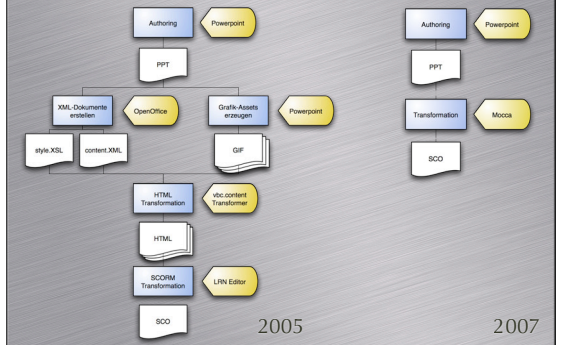 Authoring
Powerpoint
PPT
XML-Dokumente
erstellen
OpenOffice
Grafik-Assets
erzeugen
Powerpoint
style.XSL
content.XML
GIF
HTML
Transformation
vbc.content
Transformer
HTML
SCORM
Transformation
LRN Editor
SCO
2005
Authoring
Powerpoint
PPT
Transformation
Mocca
SCO
2007